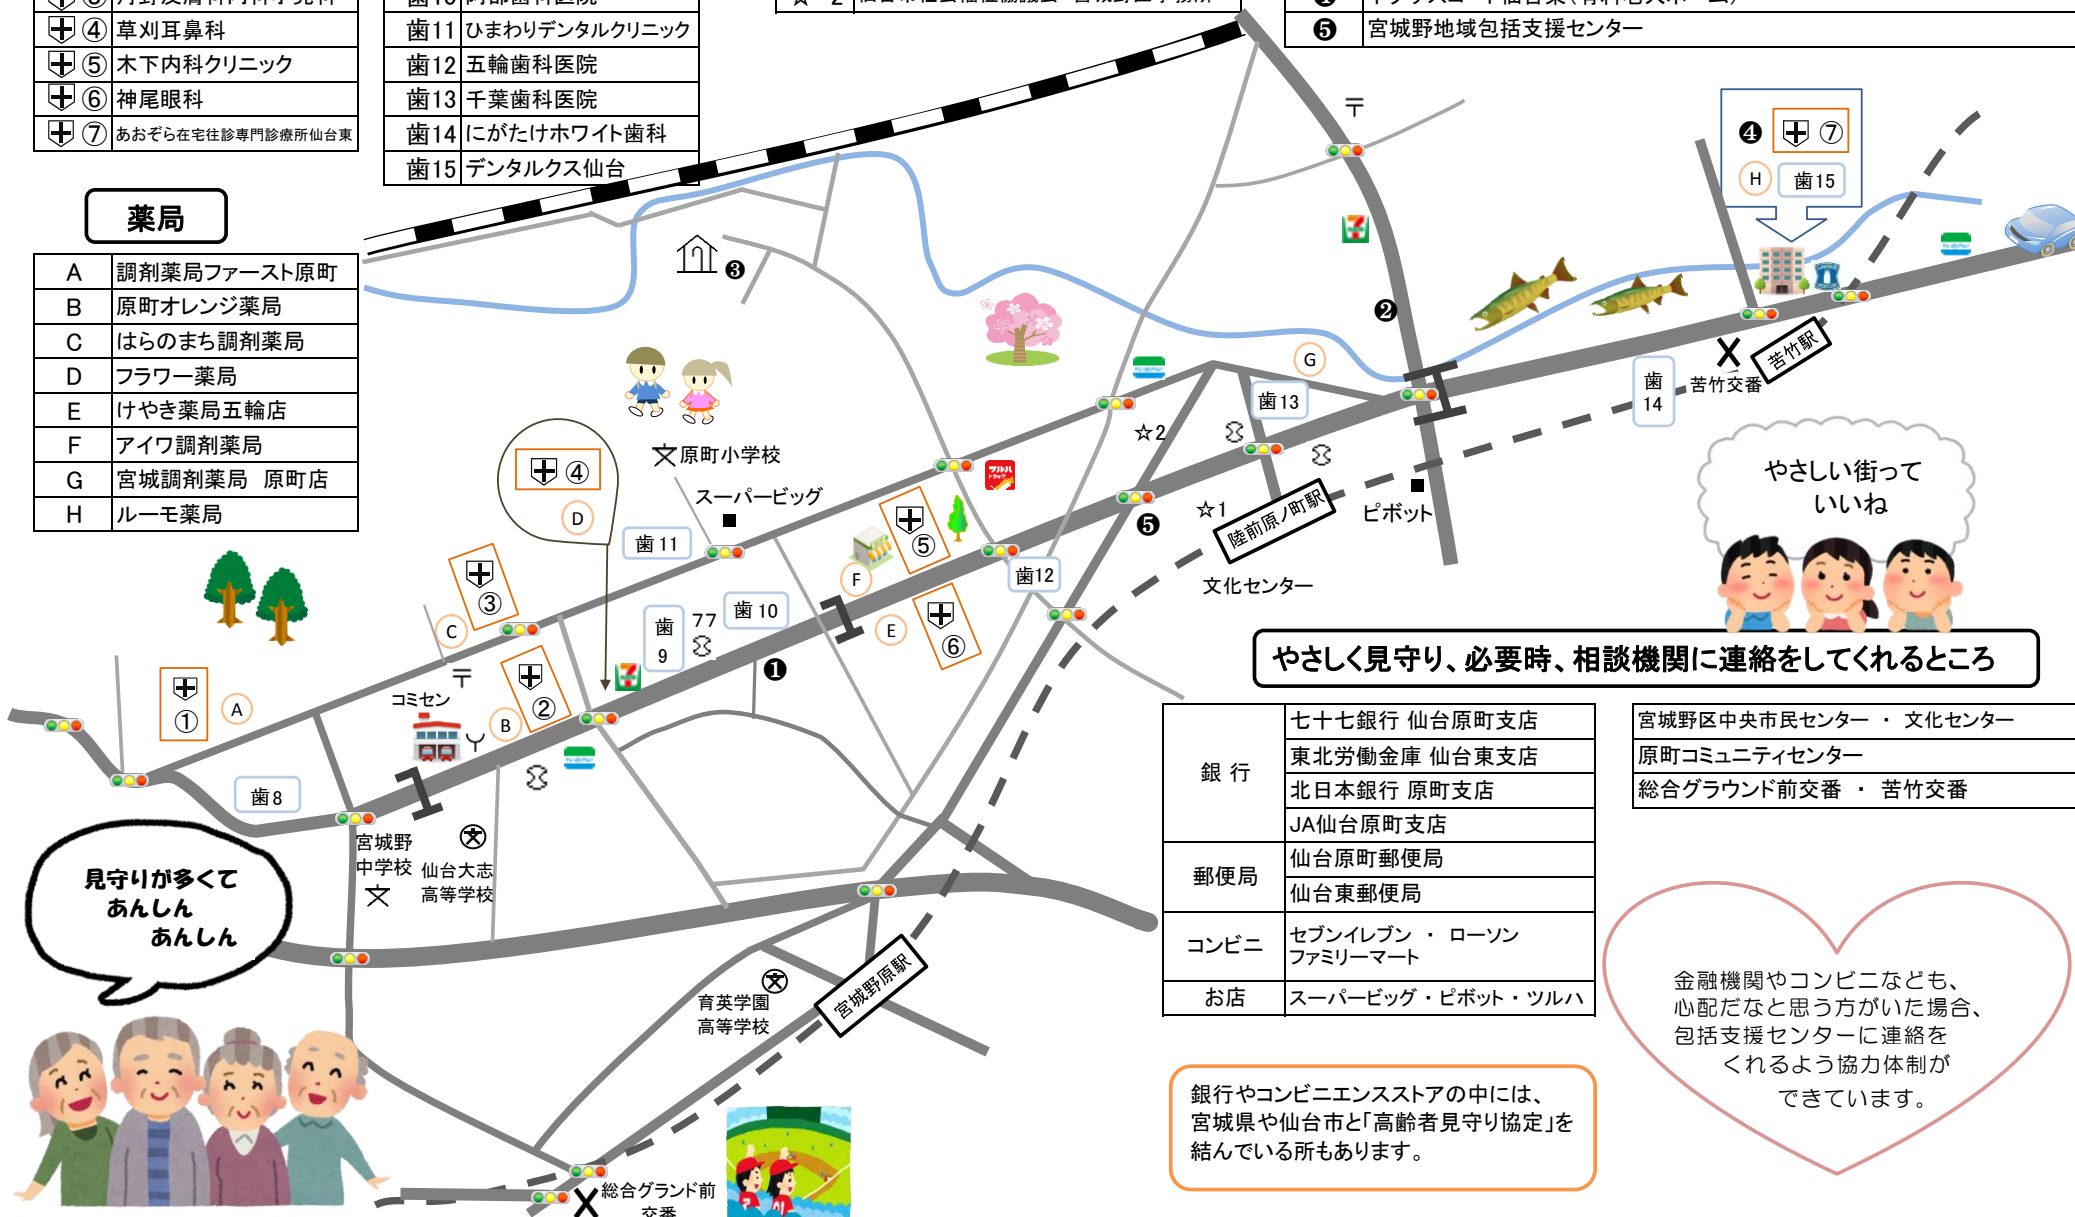 ④ 草刈耳鼻科
⑤ 木下内科クリニック
⑥ 神尾眼科
⑦ あおぞら在宅往診専門診療所仙台東
歯11 ひまわりデンタルクリニック
歯12 五輪歯科医院
歯13 千葉歯科医院
歯14 にがたけホワイト歯科
歯15 デンタルクス仙台
❺ 宮城野地域包括支援センター
薬局
A 調剤薬局ファースト原町
B 原町オレンジ薬局
C はらのまち調剤薬局
D フラワー薬局
E けやき薬局五輪店
F アイワ調剤薬局
G 宮城調剤薬局 原町店
H ルーモ薬局
〒
❹ ⑦
H 歯15
❸
❷
G
歯13
☆2
苦竹駅
苦竹交番
歯
14
④
D
文原町小学校
スーパービッグ
ツルハ
歯11
⑤
F
❺
☆1
陸前原ノ町駅
ピボット
文化センター
歯12
③
C
歯
9
77
歯10
❶
E
⑥
やさしい街って
いいね
①
A
〒
コミセン
②
B
歯8
宮城野
中学校
文
仙台大志
高等学校
見守りが多くて
あんしん
あんしん
育英学園
高等学校
宮城野原駅
総合グランド前
交番
やさしく見守り、必要時、相談機関に連絡をしてくれるところ
銀 行
七十七銀行 仙台原町支店
東北労働金庫 仙台東支店
北日本銀行 原町支店
JA仙台原町支店
郵便局
仙台原町郵便局
仙台東郵便局
コンビニ
セブンイレブン ・ ローソン
ファミリーマート
お店
スーパービッグ・ピボット・ツルハ
宮城野区中央市民センター ・ 文化センター
原町コミュニティセンター
総合グラウンド前交番 ・ 苦竹交番
銀行やコンビニエンスストアの中には、
宮城県や仙台市と「高齢者見守り協定」を
結んでいる所もあります。
金融機関やコンビニなども、
心配だなと思う方がいた場合、
包括支援センターに連絡を
くれるよう協力体制が
できています。